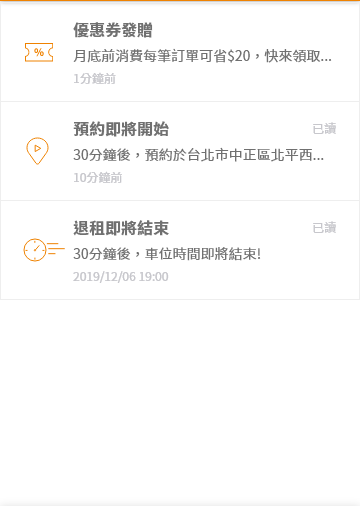 優惠券發贈
%
月底前消費每筆訂單可省$20，快來領取...
1分鐘前
預約即將開始
已讀
30分鐘後，預約於台北市中正區北平西...
10分鐘前
退租即將結束
已讀
30分鐘後，車位時間即將結束!
2019/12/06 19:00